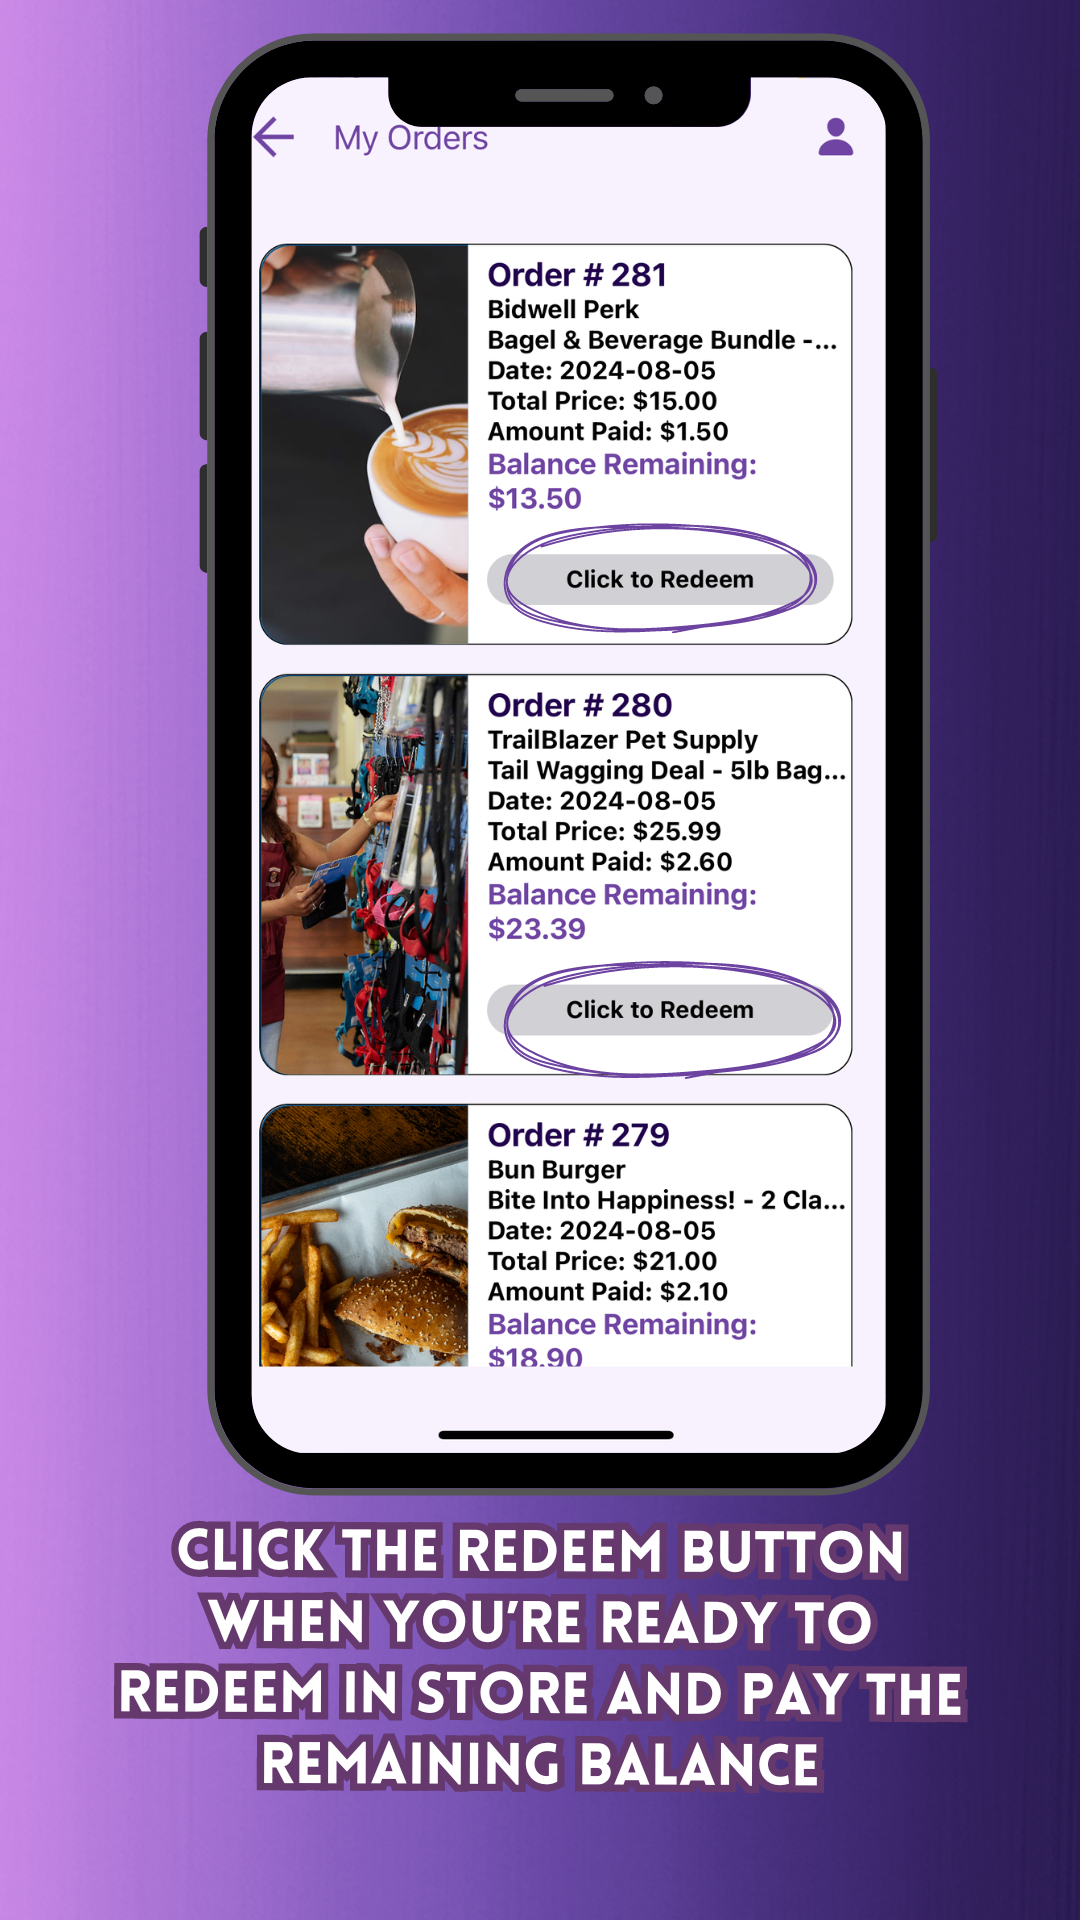 My Orders
Order # 281
Bidwell Perk
Bagel & Beverage Bundle -...
Date: 2024-08-05
Total Price: $15.00
Amount Paid: $1.50
Balance Remaining:
$13.50
Click to Redeem
Order # 280
TrailBlazer Pet Supply
Tail Wagging Deal - 5lb Bag...
Date: 2024-08-05
Total Price: $25.99
Amount Paid: $2.60
Balance Remaining:
$23.39
Click to Redeem
Order # 279
Bun Burger
Bite Into Happiness! - 2 Cla...
Date: 2024-08-05
Total Price: $21.00
Amount Paid: $2.10
Balance Remaining:
$18.90
CLICK THE REDEEM BUTTON
WHEN YOU'RE READY TO
REDEEM IN STORE AND PAY THE
REMAINING BALANCE